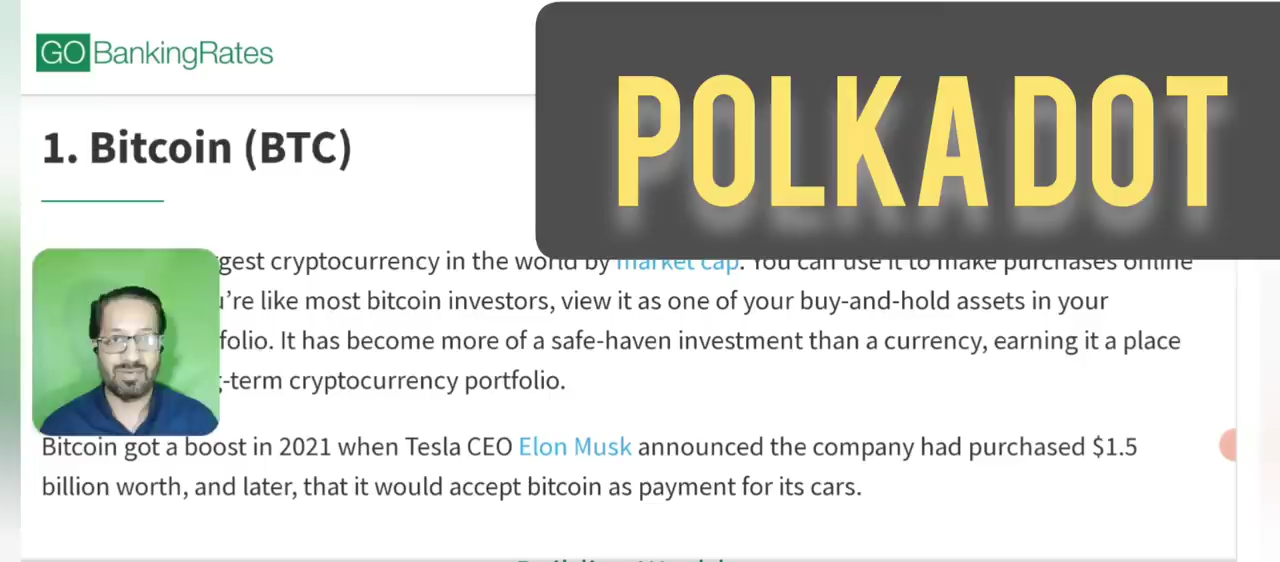 GO BankingRates
POLKA DOT
1. Bitcoin (BTC)
cryptocurrency in the world by market cap. You can use it to make purchases online
like most bitcoin investors, view it as one of your buy-and-hold assets in your
It has become more of a safe-haven investment than a currency, earning it a place
-term cryptocurrency portfolio.
Bitcoin got a boost in 2021 when Tesla CEO Elon Musk announced the company had purchased $1.5
billion worth, and later, that it would accept bitcoin as payment for its cars.